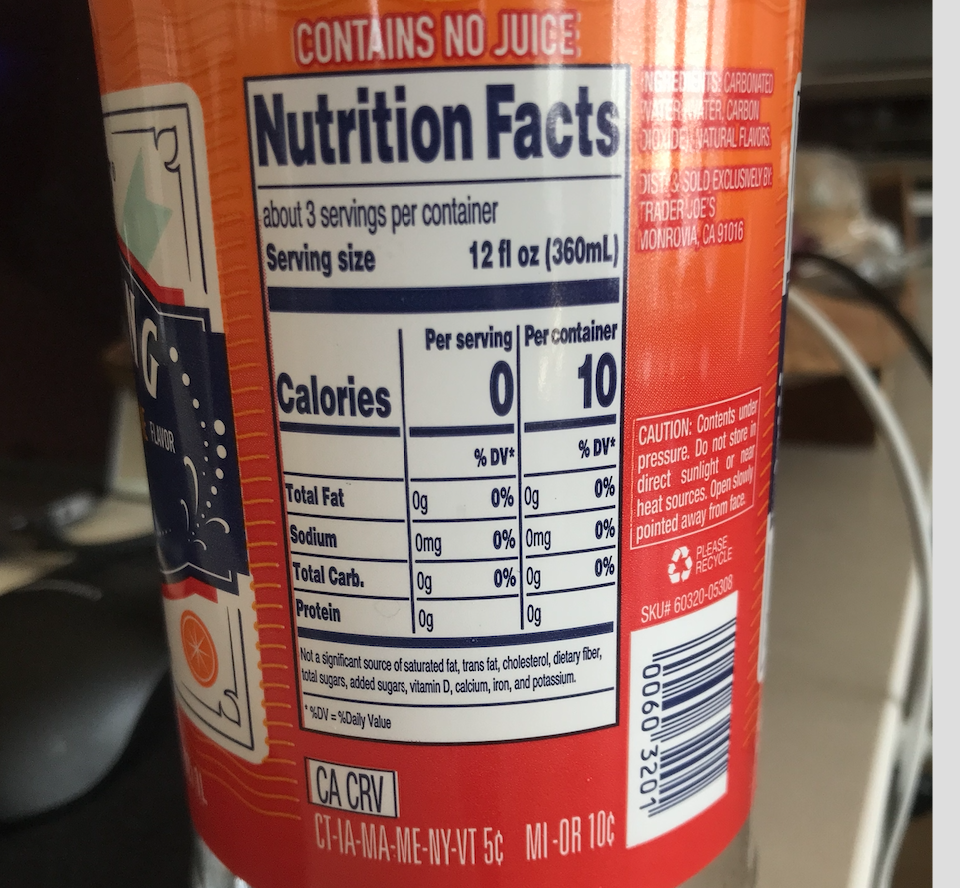 CONTAINS NO JUICE
Nutrition Facts
about 3 servings per container
Serving size 12 fl oz (360mL)
Per serving Per container
Calories 0 10
% DV* % DV*
Total Fat 0g 0% 0g 0%
Sodium 0mg 0% 0mg 0%
Total Carb. 0g 0% 0g 0%
Protein 0g 0g
Not a significant source of saturated fat, trans fat, cholesterol, dietary fiber,
total sugars, added sugars, vitamin D, calcium, iron, and potassium.
* %DV = %Daily Value
CA CRV
CT-IA-MA-ME-NY-VT 5¢ MI-OR 10¢
INGREDIENTS: CARBONATED
WATER (WATER, CARBON
DIOXIDE), NATURAL FLAVORS.
DIST. & SOLD EXCLUSIVELY BY:
TRADER JOE'S
MONROVIA, CA 91016
CAUTION: Contents under
pressure. Do not store in
direct sunlight or near
heat sources. Open slowly
pointed away from face.
PLEASE
RECYCLE
SKU# 60320-05308
0060 3201
NG
FLAVOR